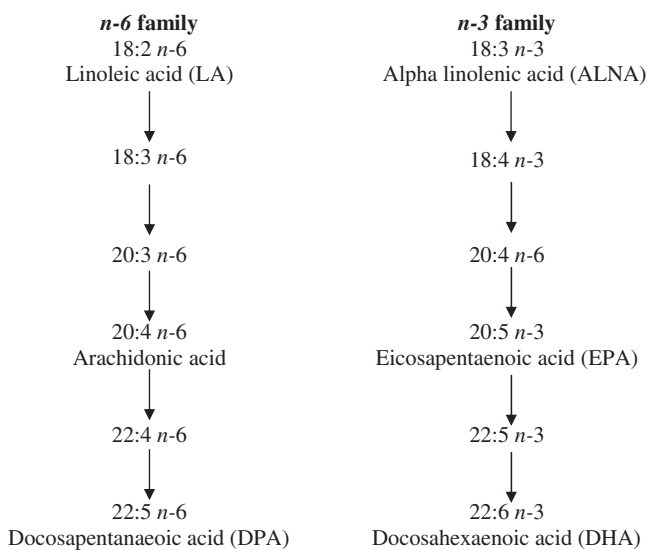 n-6 family
18:2 n-6
Linoleic acid (LA)
18:3 n-6
20:3 n-6
20:4 n-6
Arachidonic acid
22:4 n-6
22:5 n-6
Docosapentanaeoic acid (DPA)
n-3 family
18:3 n-3
Alpha linolenic acid (ALNA)
18:4 n-3
20:4 n-6
20:5 n-3
Eicosapentaenoic acid (EPA)
22:5 n-3
22:6 n-3
Docosahexaenoic acid (DHA)